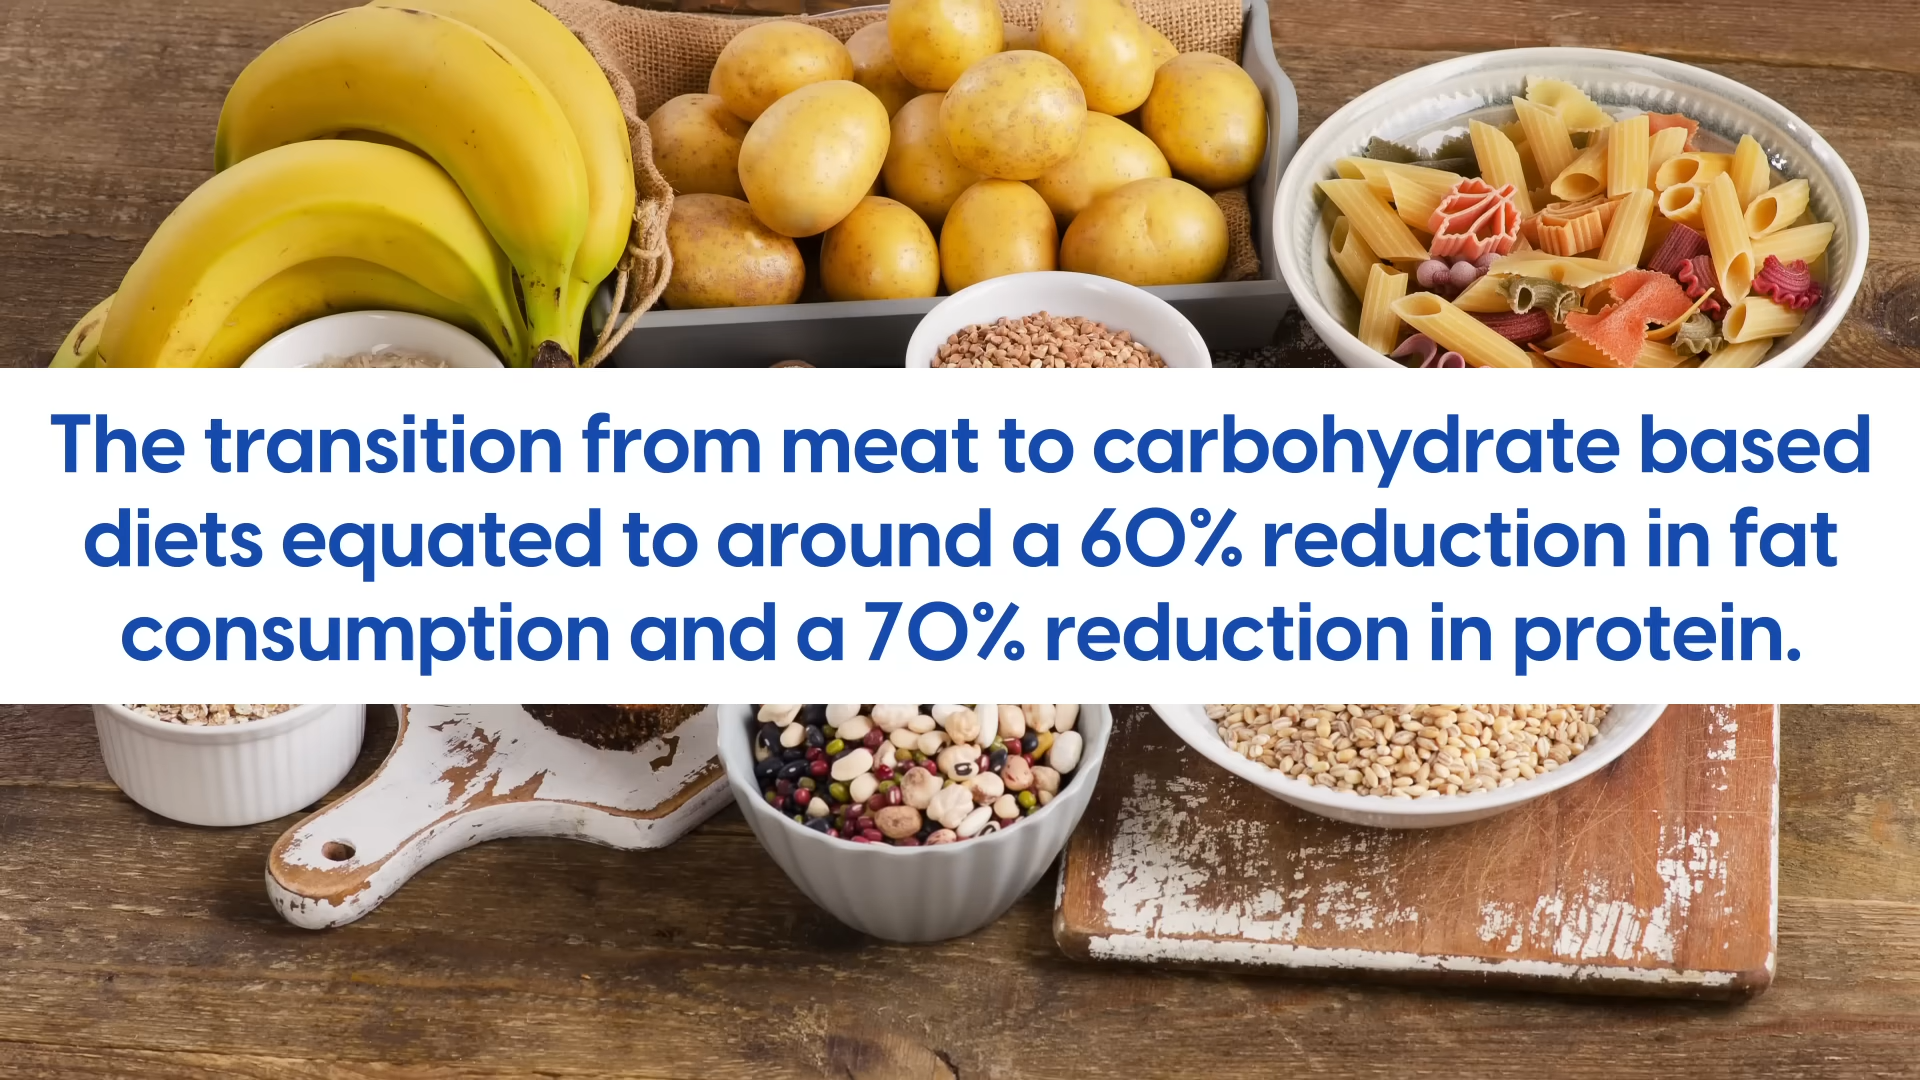 The transition from meat to carbohydrate based
diets equated to around a 60% reduction in fat
consumption and a 70% reduction in protein.